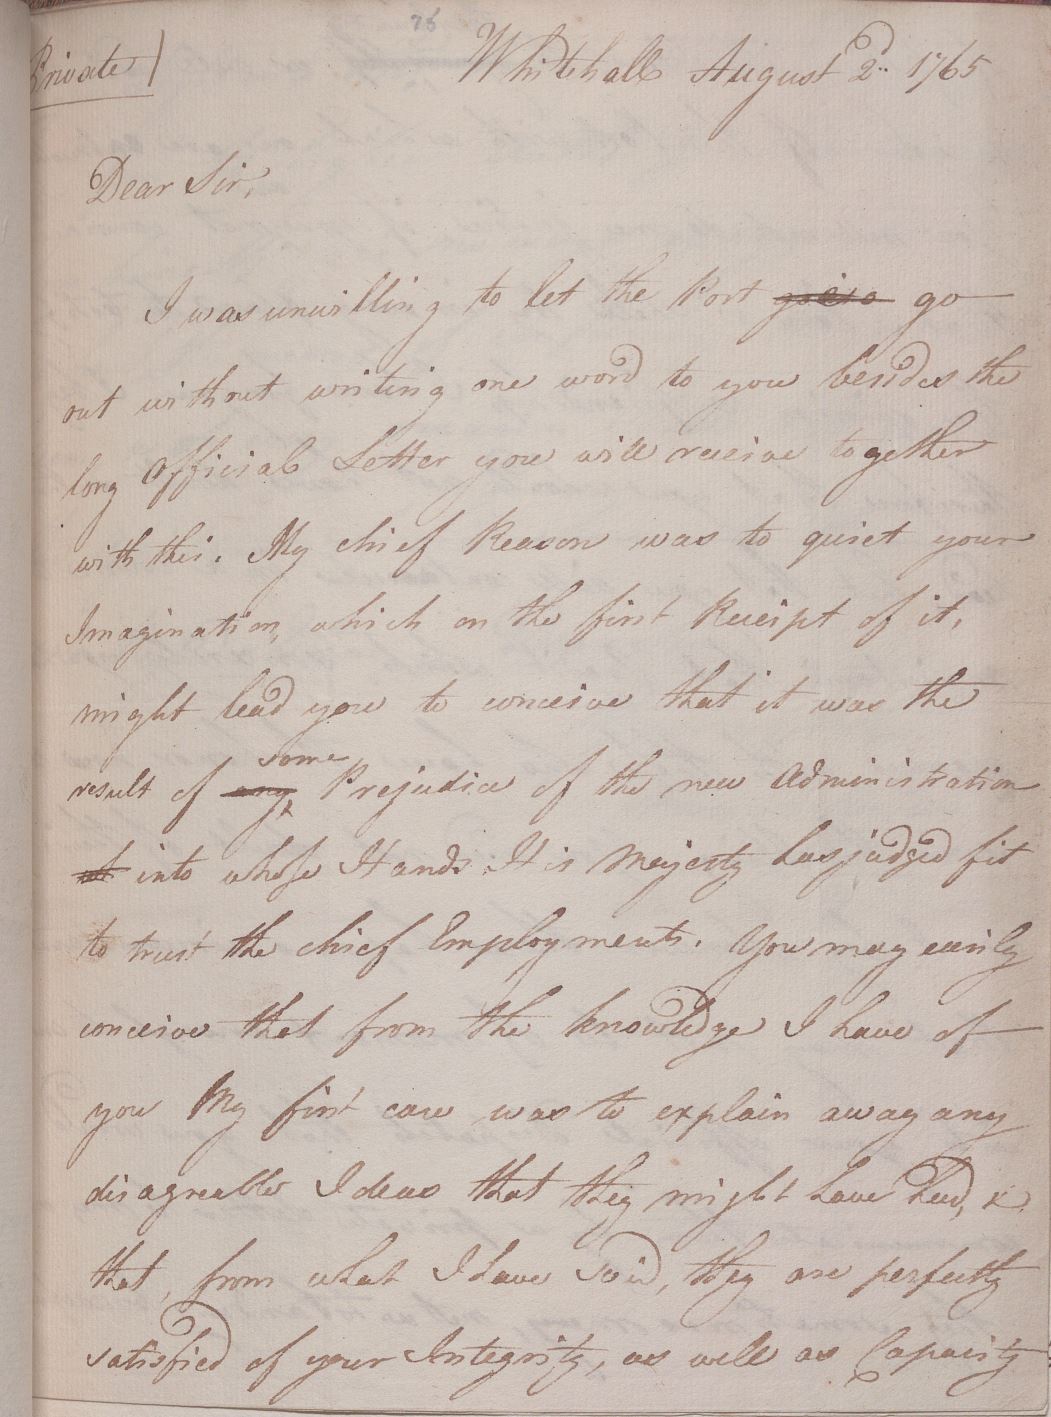 75
Private
Whitehall August 2d. 1765
Dear Sir,
I was unwilling to let the Post go
out without writing one word to you besides the
long Official Letter you will receive together
with this. My chief Reason was to quiet your
Imagination, which on the first Receipt of it,
might lead you to conceive that it was the
some
result of any Prejudice of the new Administration
into whose Hands His Majesty has judged fit
to trust the chief Employments. You may easily
conceive that from the knowledge I have of
you My first care was to explain away any
disagreable Ideas that they might have had, &
that, from what I have said, they are perfectly
satisfied of your Integrity, as well as Capacity